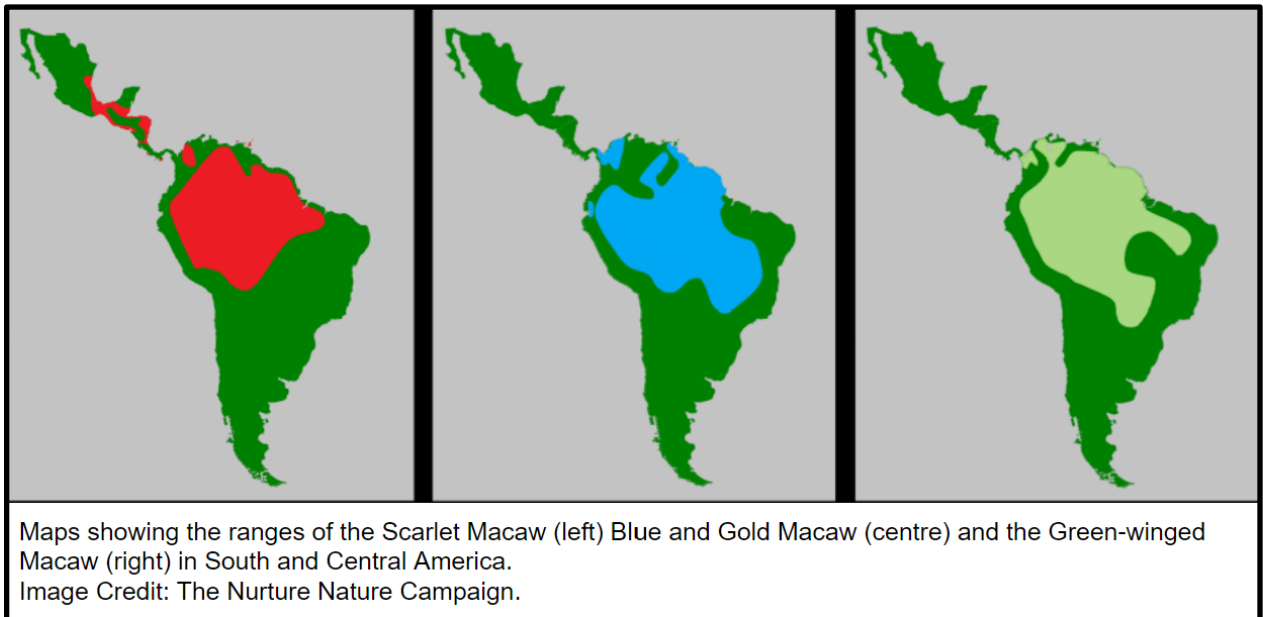 Maps showing the ranges of the Scarlet Macaw (left) Blue and Gold Macaw (centre) and the Green-winged
Macaw (right) in South and Central America.
Image Credit: The Nurture Nature Campaign.